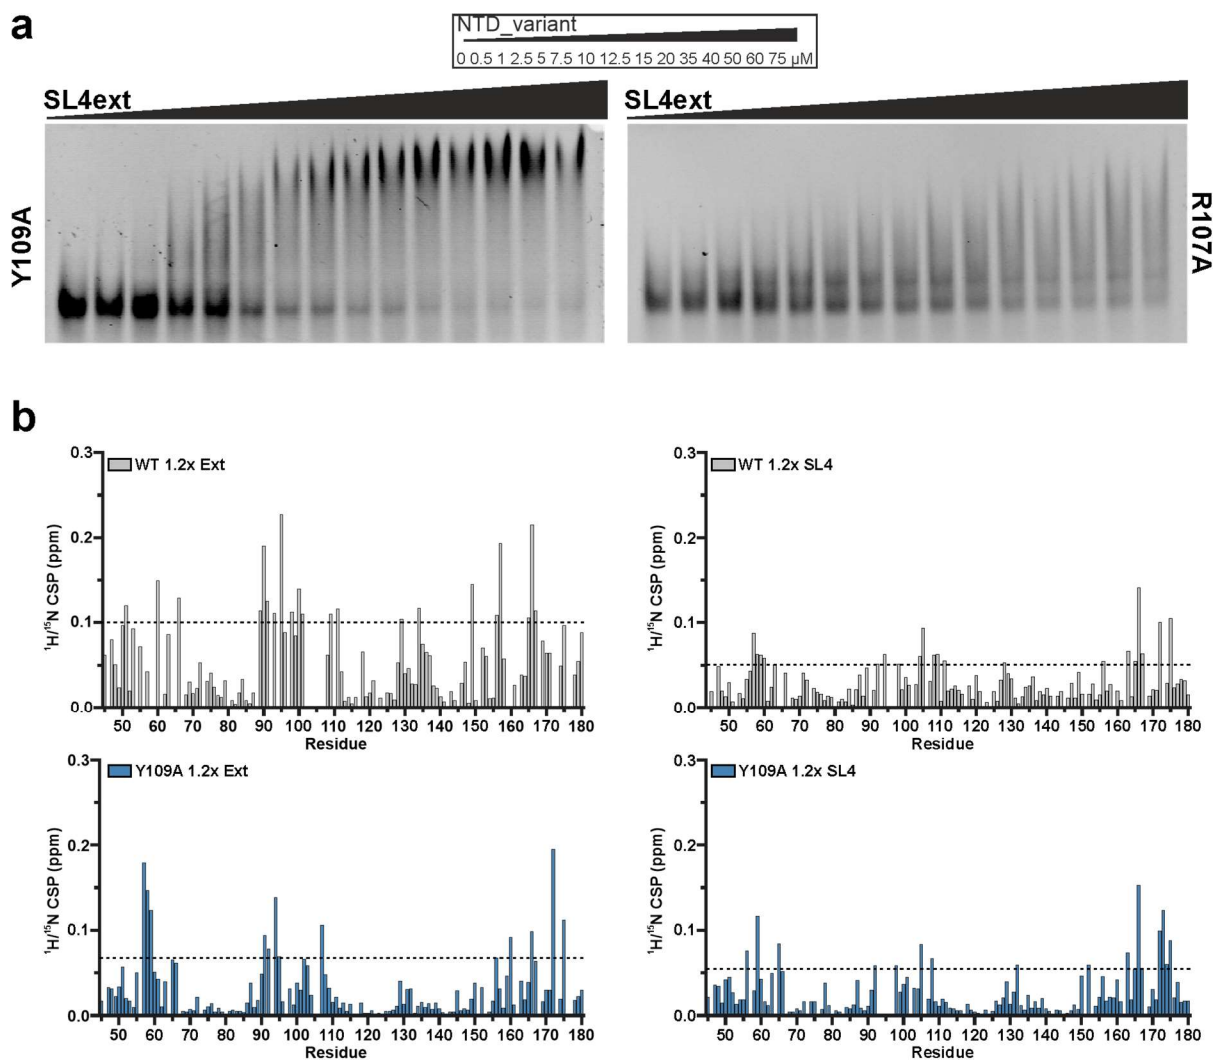 a
NTD_variant
0 0.5 1 2.5 5 7.5 10 12.5 15 20 35 40 50 60 75 µM
SL4ext
SL4ext
Y109A
R107A
b
0.3
0.2
0.1
0.0
¹H/¹⁵N CSP (ppm)
WT 1.2x Ext
50 60 70 80 90 100 110 120 130 140 150 160 170 180
Residue
0.3
0.2
0.1
0.0
¹H/¹⁵N CSP (ppm)
WT 1.2x SL4
50 60 70 80 90 100 110 120 130 140 150 160 170 180
Residue
0.3
0.2
0.1
0.0
¹H/¹⁵N CSP (ppm)
Y109A 1.2x Ext
50 60 70 80 90 100 110 120 130 140 150 160 170 180
Residue
0.3
0.2
0.1
0.0
¹H/¹⁵N CSP (ppm)
Y109A 1.2x SL4
50 60 70 80 90 100 110 120 130 140 150 160 170 180
Residue